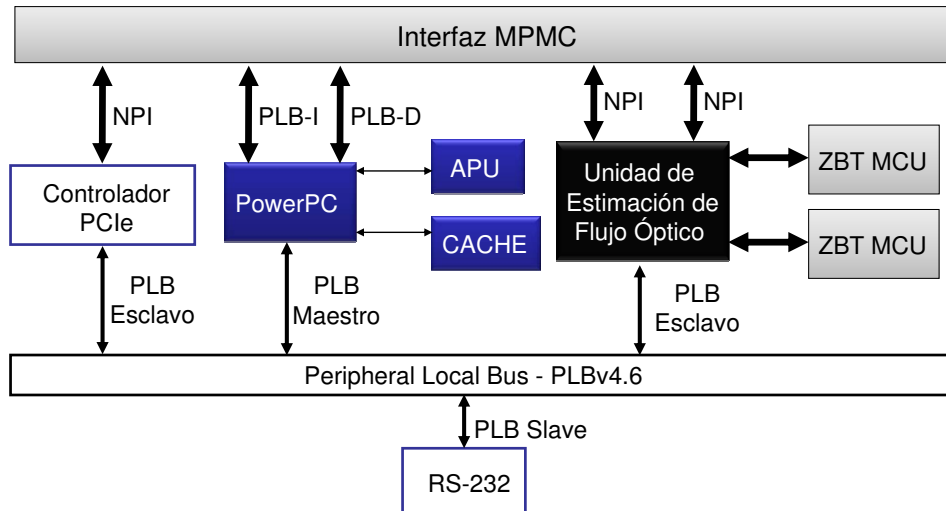 Interfaz MPMC
NPI
PLB-I
PLB-D
NPI
NPI
Controlador
PCIe
PowerPC
APU
CACHE
Unidad de
Estimación de
Flujo Óptico
ZBT MCU
ZBT MCU
PLB
Esclavo
PLB
Maestro
PLB
Esclavo
Peripheral Local Bus - PLBv4.6
PLB Slave
RS-232